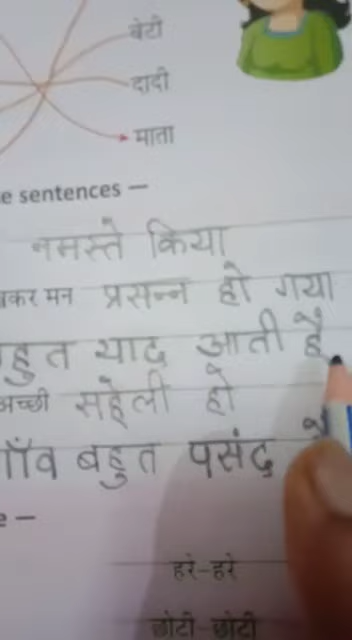 बेटी
दादी
माता
e sentences —
नमस्ते किया
कर मन प्रसन्न हो गया
हुत याद आती है
अच्छी सहेली हो
गाँव बहुत पसंद
e —
हरे-हरे
छोटी-छोटी